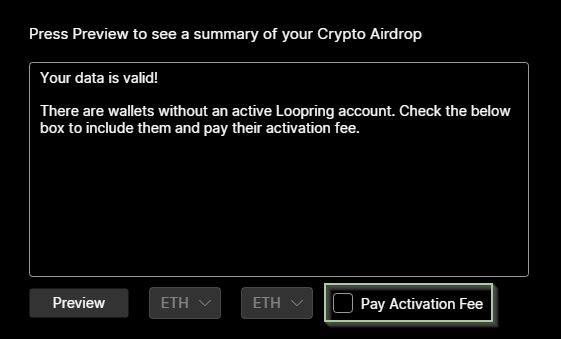 Press Preview to see a summary of your Crypto Airdrop
Your data is valid!
There are wallets without an active Loopring account. Check the below
box to include them and pay their activation fee.
Preview
ETH
ETH
Pay Activation Fee